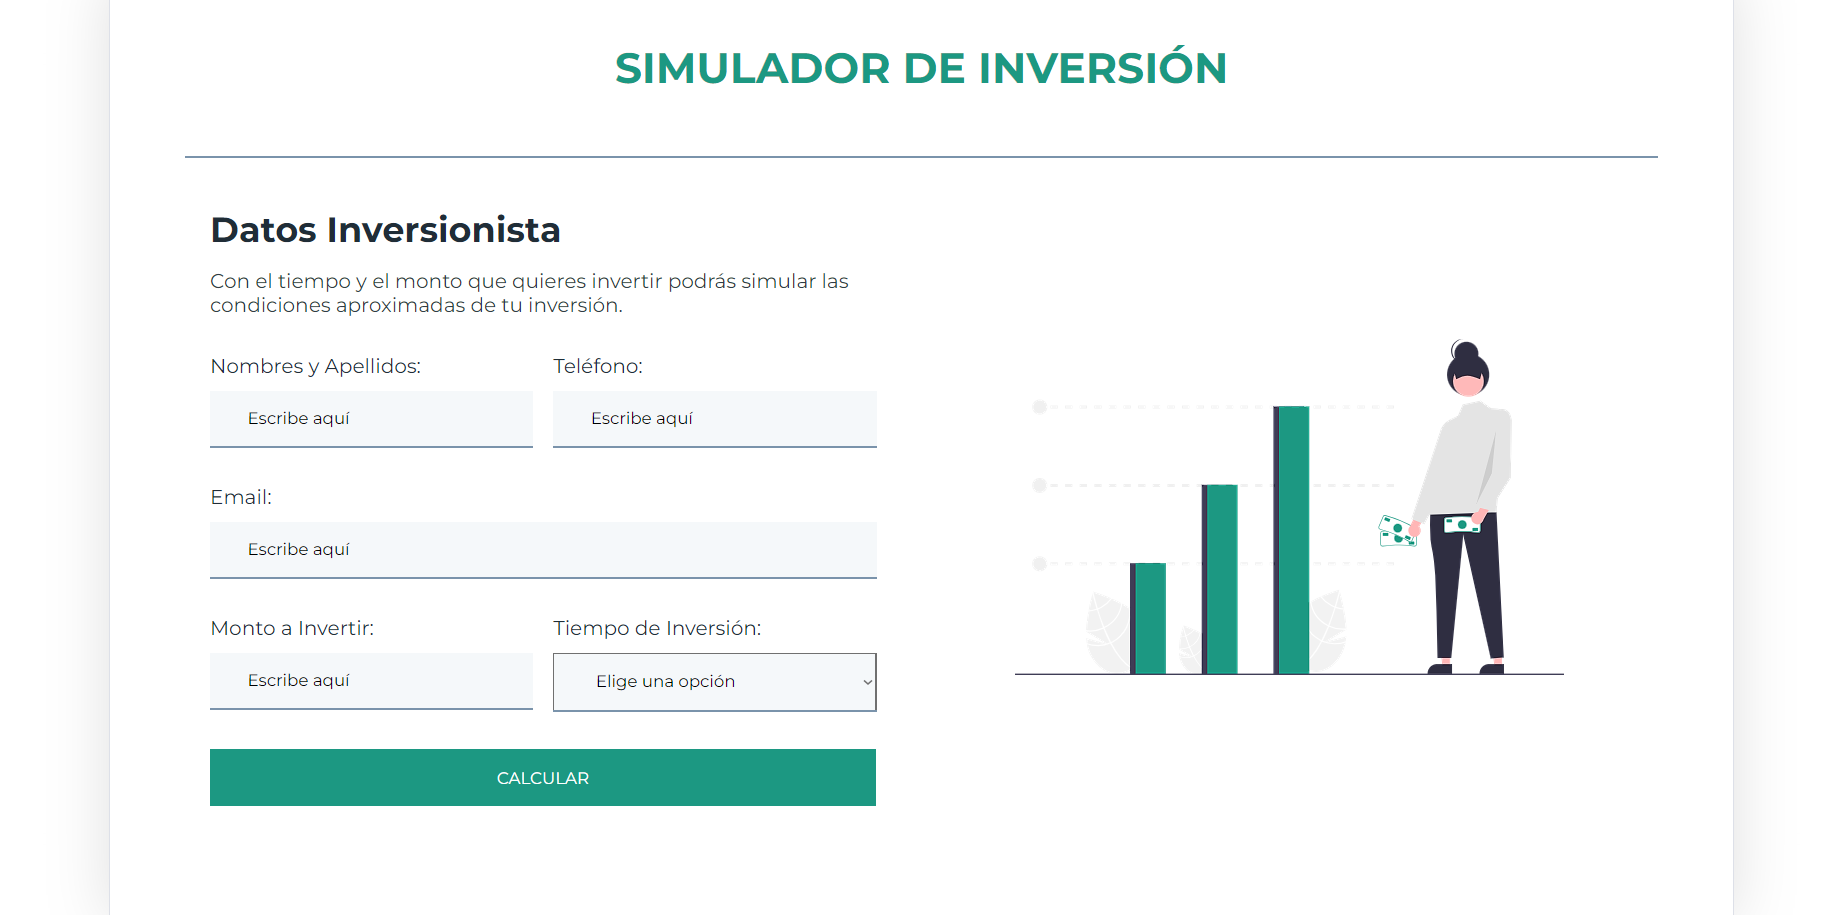 SIMULADOR DE INVERSIÓN
Datos Inversionista
Con el tiempo y el monto que quieres invertir podrás simular las
condiciones aproximadas de tu inversión.
Nombres y Apellidos:
Teléfono:
Escribe aquí
Escribe aquí
Email:
Escribe aquí
Monto a Invertir:
Tiempo de Inversión:
Escribe aquí
Elige una opción
CALCULAR